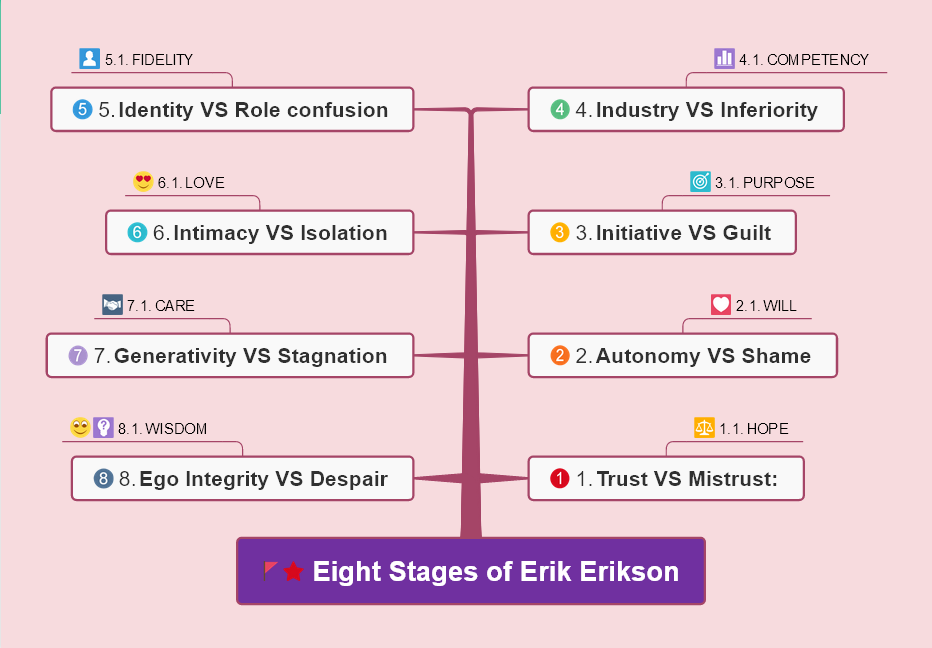 5.1. FIDELITY
5 5. Identity VS Role confusion
4.1. COMPETENCY
4 4. Industry VS Inferiority
6.1. LOVE
6 6. Intimacy VS Isolation
3.1. PURPOSE
3 3. Initiative VS Guilt
7.1. CARE
7 7. Generativity VS Stagnation
2.1. WILL
2 2. Autonomy VS Shame
8.1. WISDOM
8 8. Ego Integrity VS Despair
1.1. HOPE
1 1. Trust VS Mistrust:
Eight Stages of Erik Erikson